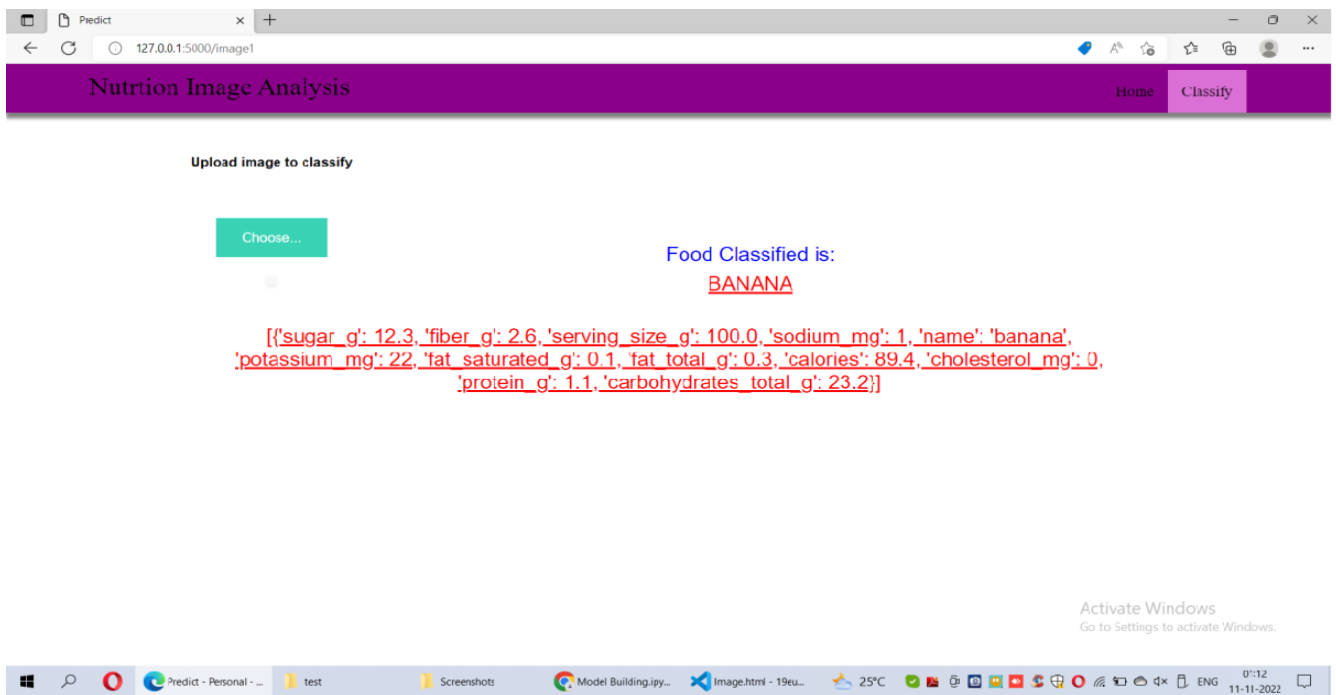 Predict
127.0.0.1:5000/image1
Nutrtion Image Analysis
Home
Classify
Upload image to classify
Choose...
Food Classified is:
BANANA
[{'sugar_g': 12.3, 'fiber_g': 2.6, 'serving_size_g': 100.0, 'sodium_mg': 1, 'name': 'banana',
'potassium_mg': 22, 'fat_saturated_g': 0.1, 'fat_total_g': 0.3, 'calories': 89.4, 'cholesterol_mg': 0,
'protein_g': 1.1, 'carbohydrates_total_g': 23.2}]
Activate Windows
Go to Settings to activate Windows.
Predict - Personal - ...
test
Screenshots
Model Building.ipy...
Image.html - 19eu...
25°C
ENG
11-11-2022